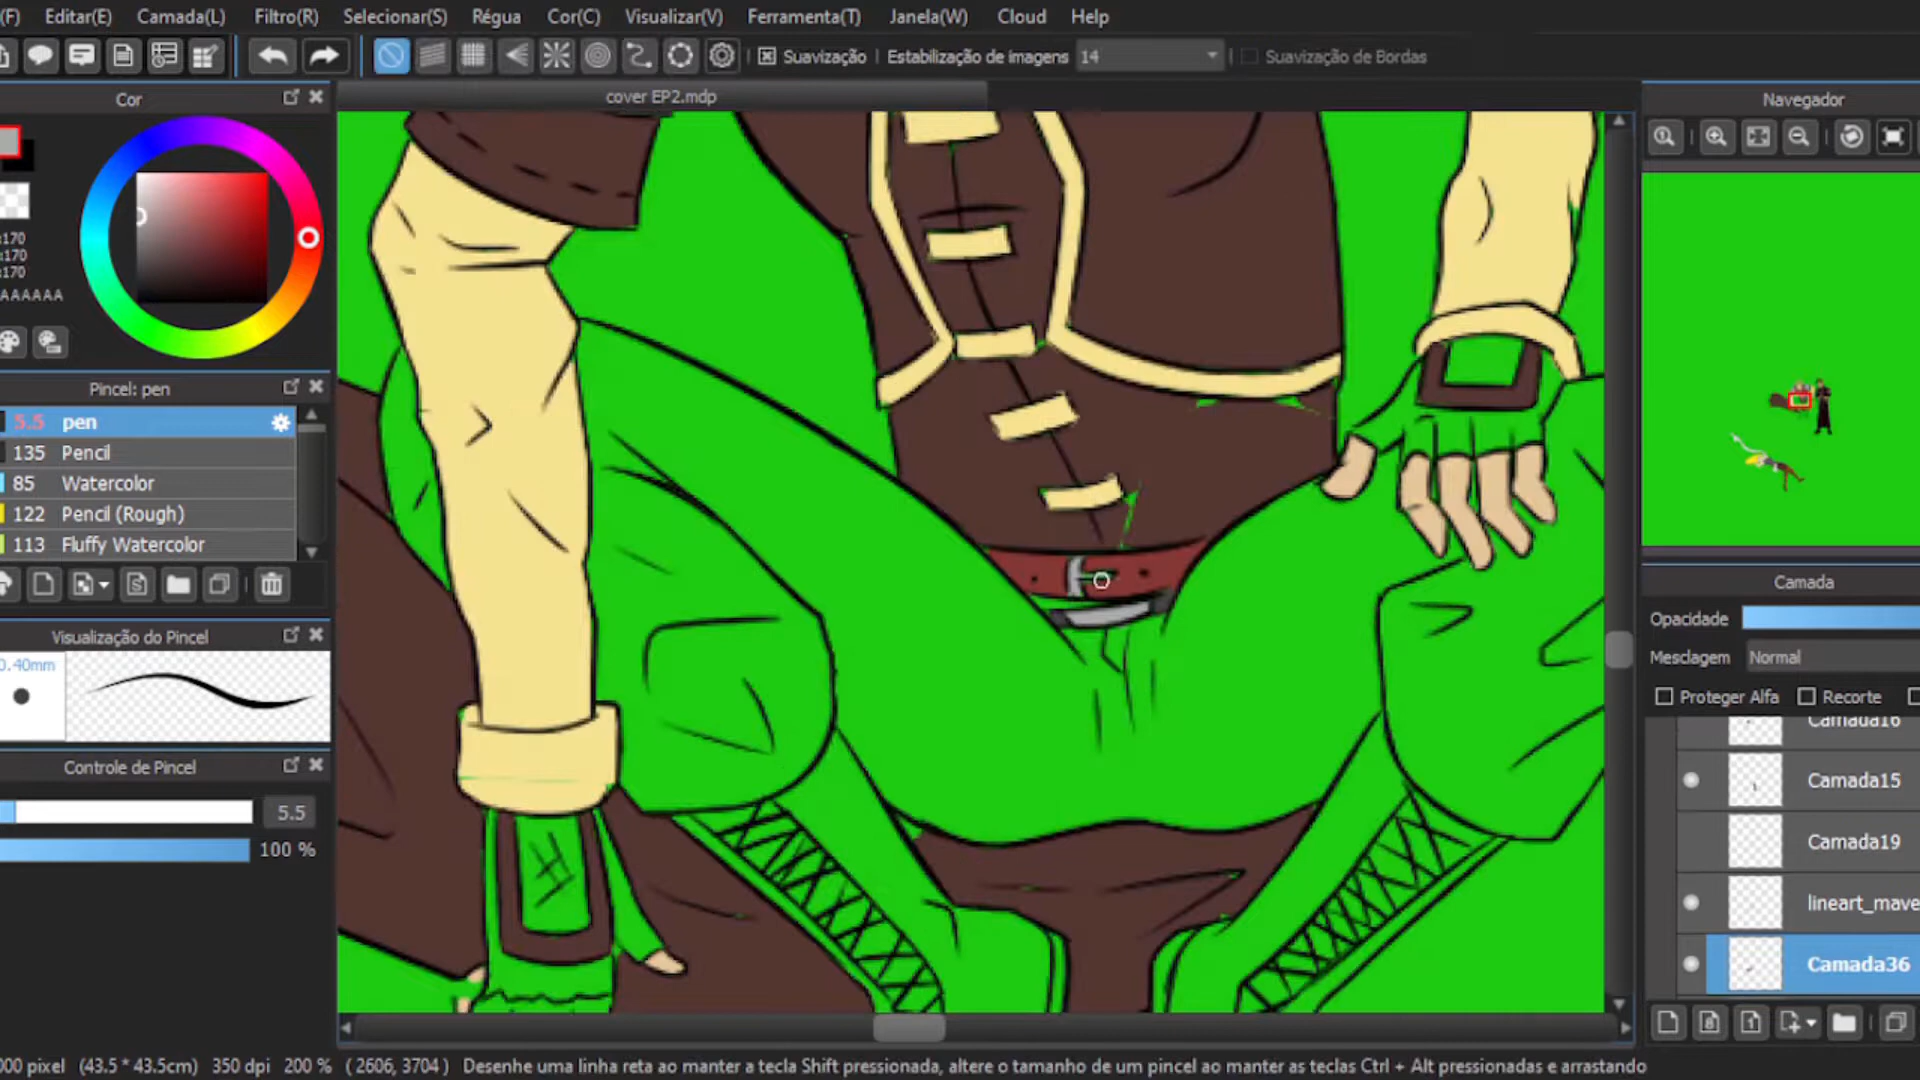 (F) Editar(E) Camada(L) Filtro(R) Selecionar(S) Régua Cor(C) Visualizar(V) Ferramenta(T) Janela(W) Cloud Help
Suavização Estabilização de imagens 14 Suavização de Bordas
Cor
cover EP2.mdp
Navegador
:170
:170
:170
AAAAAA
Pincel: pen
5.5 pen
135 Pencil
85 Watercolor
122 Pencil (Rough)
113 Fluffy Watercolor
Visualização do Pincel
0.40mm
Controle de Pincel
5.5
100 %
Camada
Opacidade
Mesclagem Normal
Proteger Alfa Recorte
Camada16
Camada15
Camada19
lineart_mave
Camada36
000 pixel (43.5 * 43.5cm) 350 dpi 200 % ( 2606, 3704 ) Desenhe uma linha reta ao manter a tecla Shift pressionada, altere o tamanho de um pincel ao manter as teclas Ctrl + Alt pressionadas e arrastando